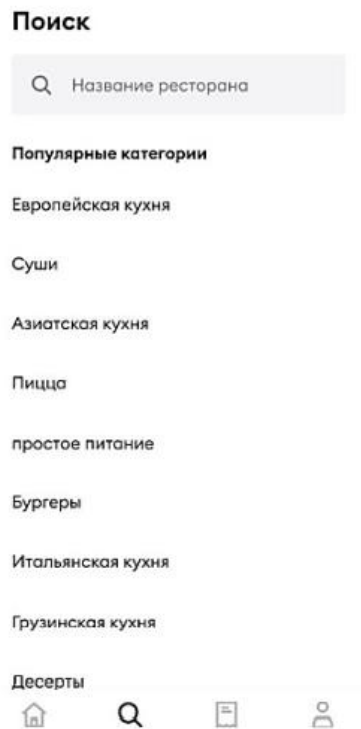 Поиск
Название ресторана
Популярные категории
Европейская кухня
Суши
Азиатская кухня
Пицца
простое питание
Бургеры
Итальянская кухня
Грузинская кухня
Десерты